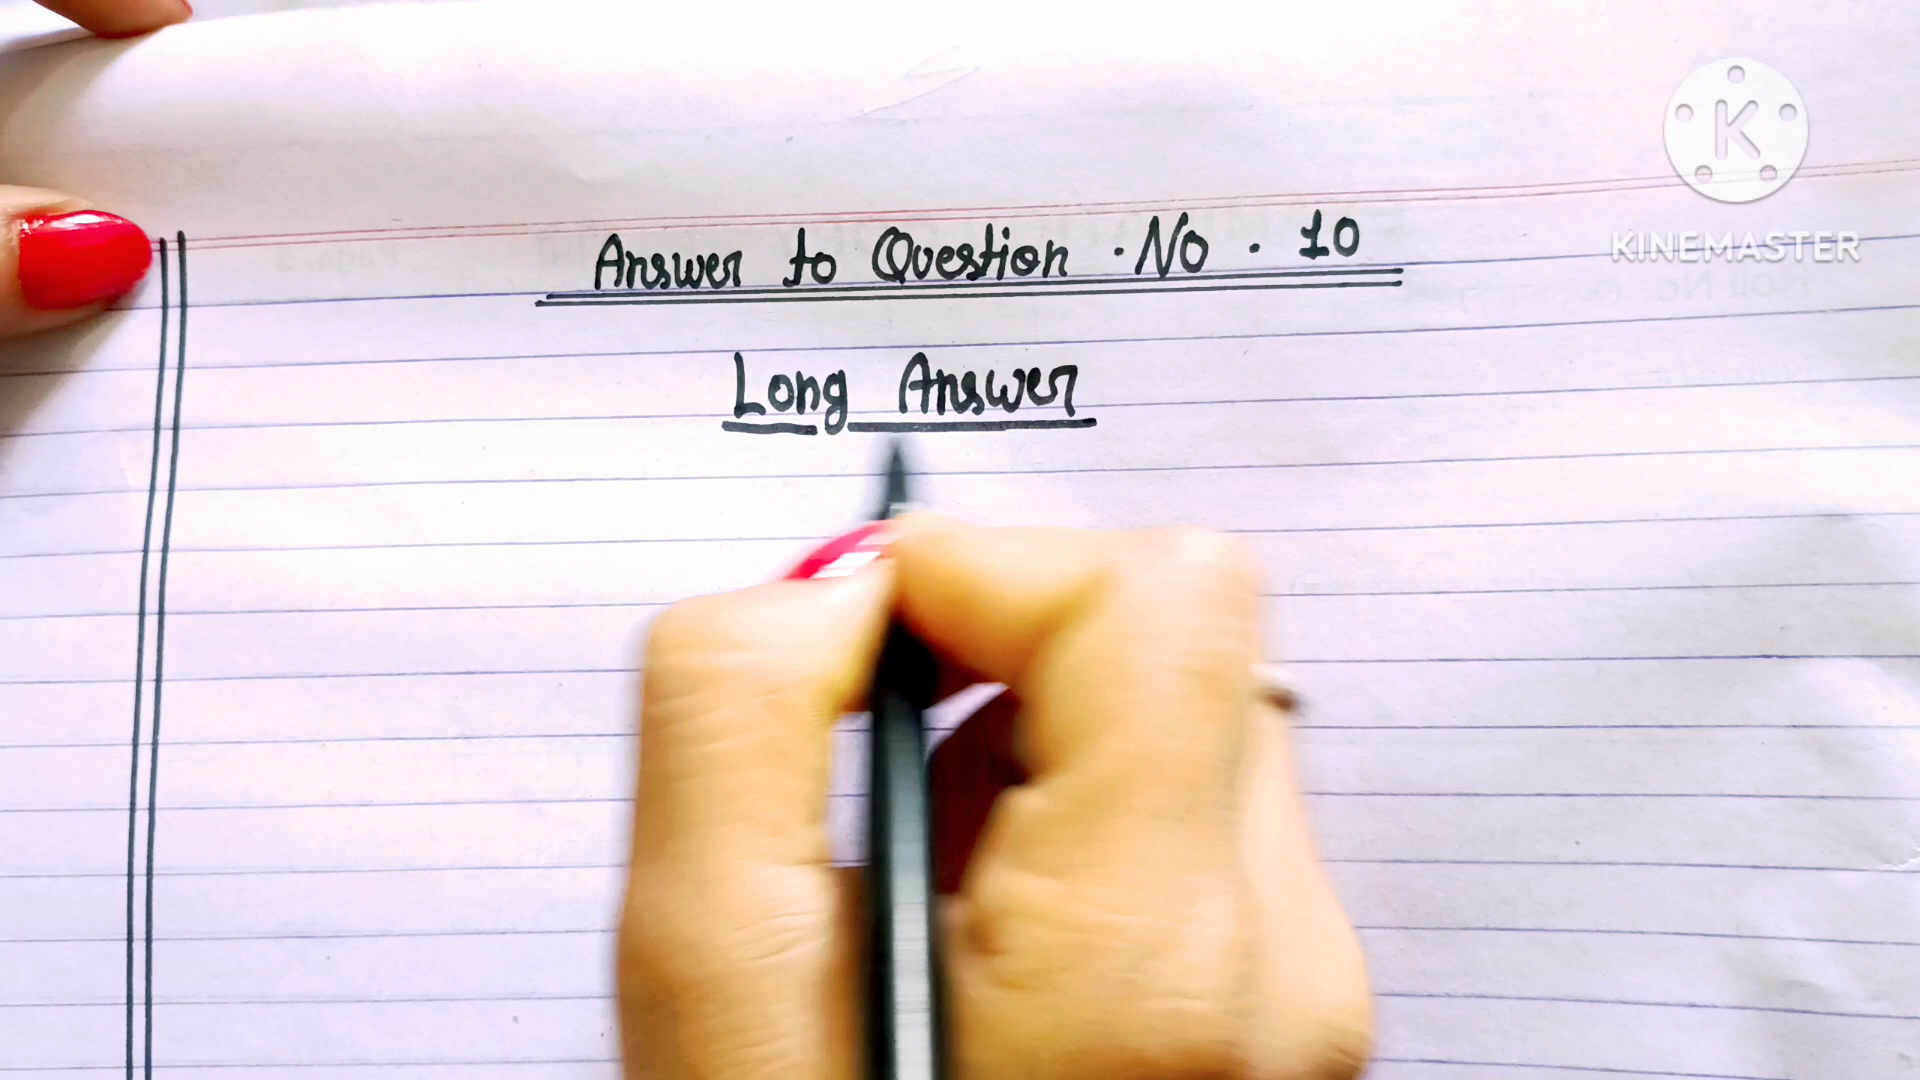 Answer to Question . No . 10
Long Answer
K
KINEMASTER